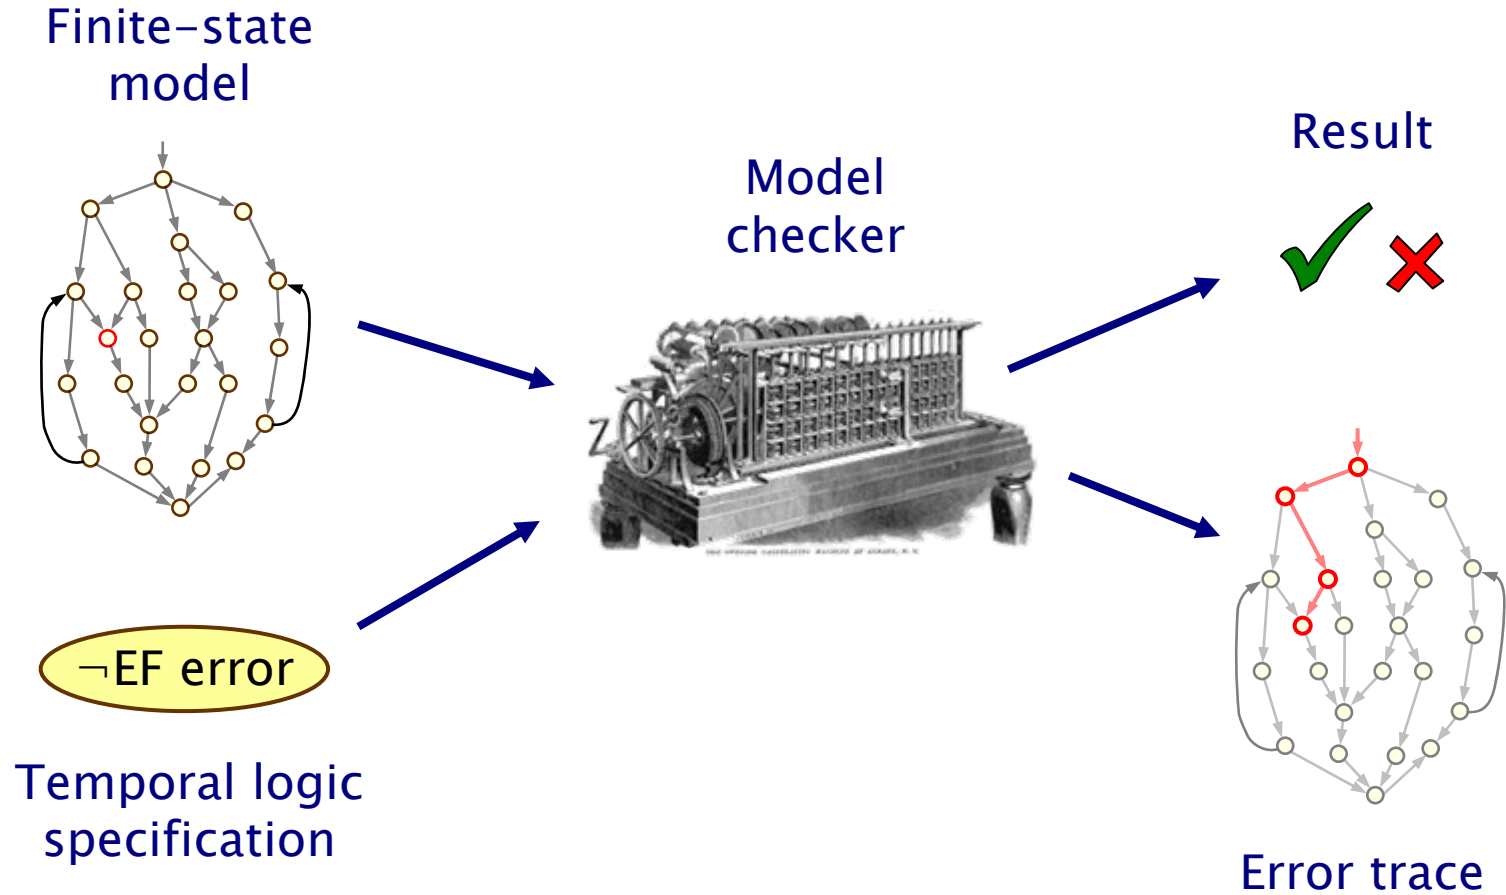 Finite-state
model
Model
checker
Result
¬EF error
Temporal logic
specification
Error trace